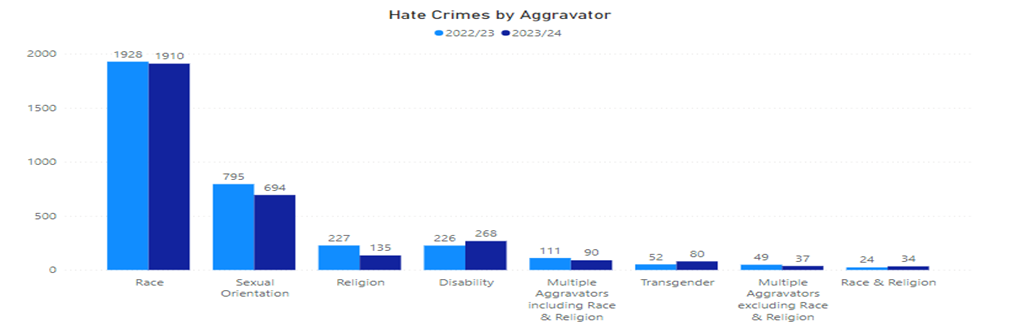 Hate Crimes by Aggravator
2022/23 2023/24
2000
1500
1000
500
0
1928 1910
795 694
227 135
226 268
111 90
52 80
49 37
24 34
Race
Sexual
Orientation
Religion
Disability
Multiple
Aggravators
including Race
& Religion
Transgender
Multiple
Aggravators
excluding Race
& Religion
Race & Religion